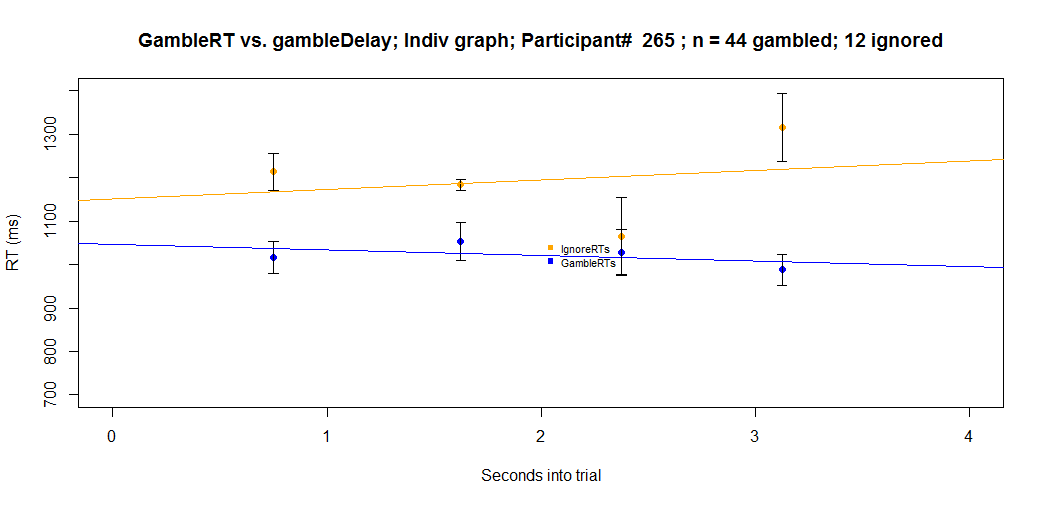 GambleRT vs. gambleDelay; Indiv graph; Participant#  265 ; n = 44 gambled; 12 ignored
RT (ms)
1300
1100
900
800
700
IgnoreRTs
GambleRTs
0 1 2 3 4
Seconds into trial